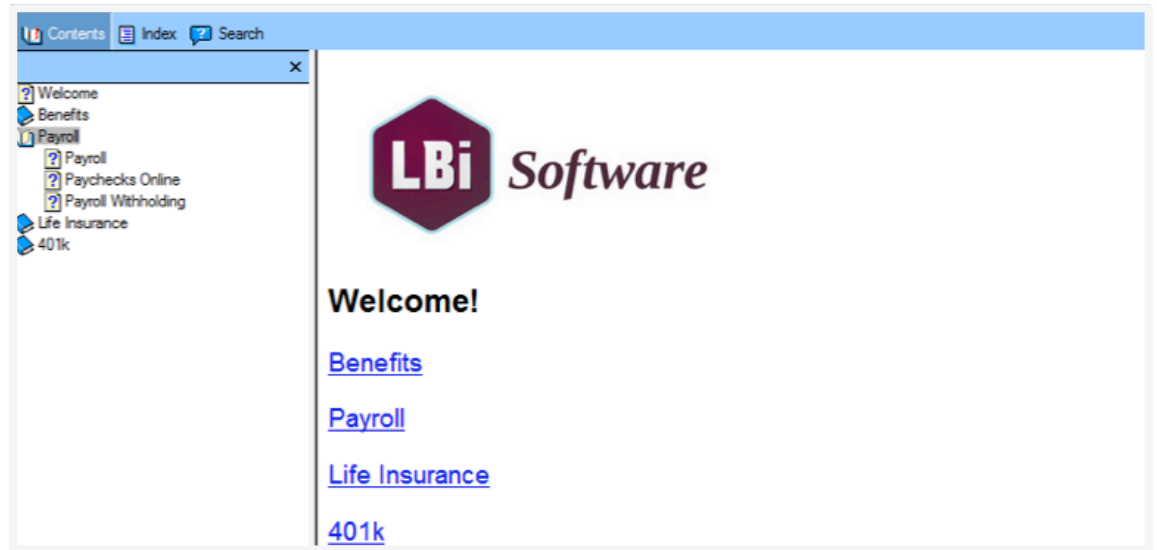 Contents Index Search
Welcome
Benefits
Payroll
Payroll
Paychecks Online
Payroll Withholding
Life Insurance
401k
LBi Software
Welcome!
Benefits
Payroll
Life Insurance
401k